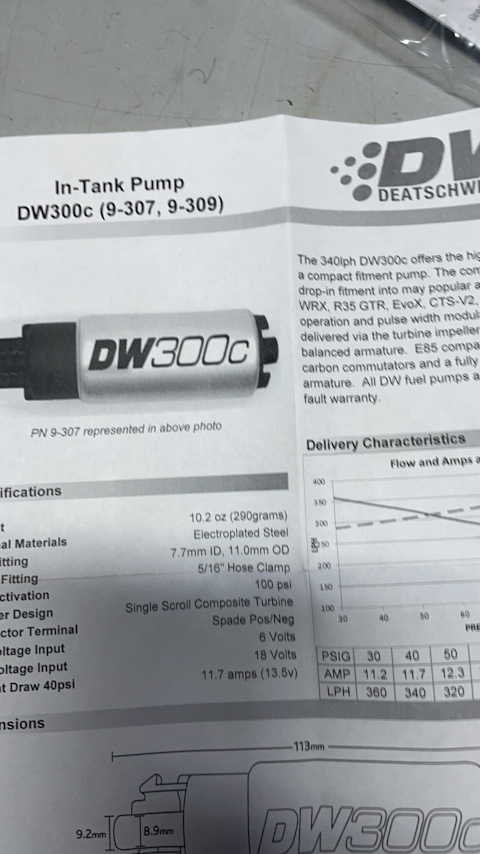 In-Tank Pump
DW300c (9-307, 9-309)
DW
DEATSCHW
DW300c
PN 9-307 represented in above photo
The 340lph DW300c offers the hig
a compact fitment pump. The com
drop-in fitment into may popular a
WRX, R35 GTR, EvoX, CTS-V2,
operation and pulse width modul
delivered via the turbine impeller
balanced armature. E85 compa
carbon commutators and a fully
armature. All DW fuel pumps a
fault warranty.
ifications
t 10.2 oz (290grams)
al Materials Electroplated Steel
itting 7.7mm ID, 11.0mm OD
Fitting 5/16" Hose Clamp
ctivation 100 psi
er Design Single Scroll Composite Turbine
ctor Terminal Spade Pos/Neg
ltage Input 6 Volts
oltage Input 18 Volts
t Draw 40psi 11.7 amps (13.5v)
Delivery Characteristics
Flow and Amps a
400
350
300
250
200
150
100
LPH
30 40 50 60
PRE
PSIG 30 40 50
AMP 11.2 11.7 12.3
LPH 360 340 320
nsions
113mm
9.2mm 8.9mm
DW300c